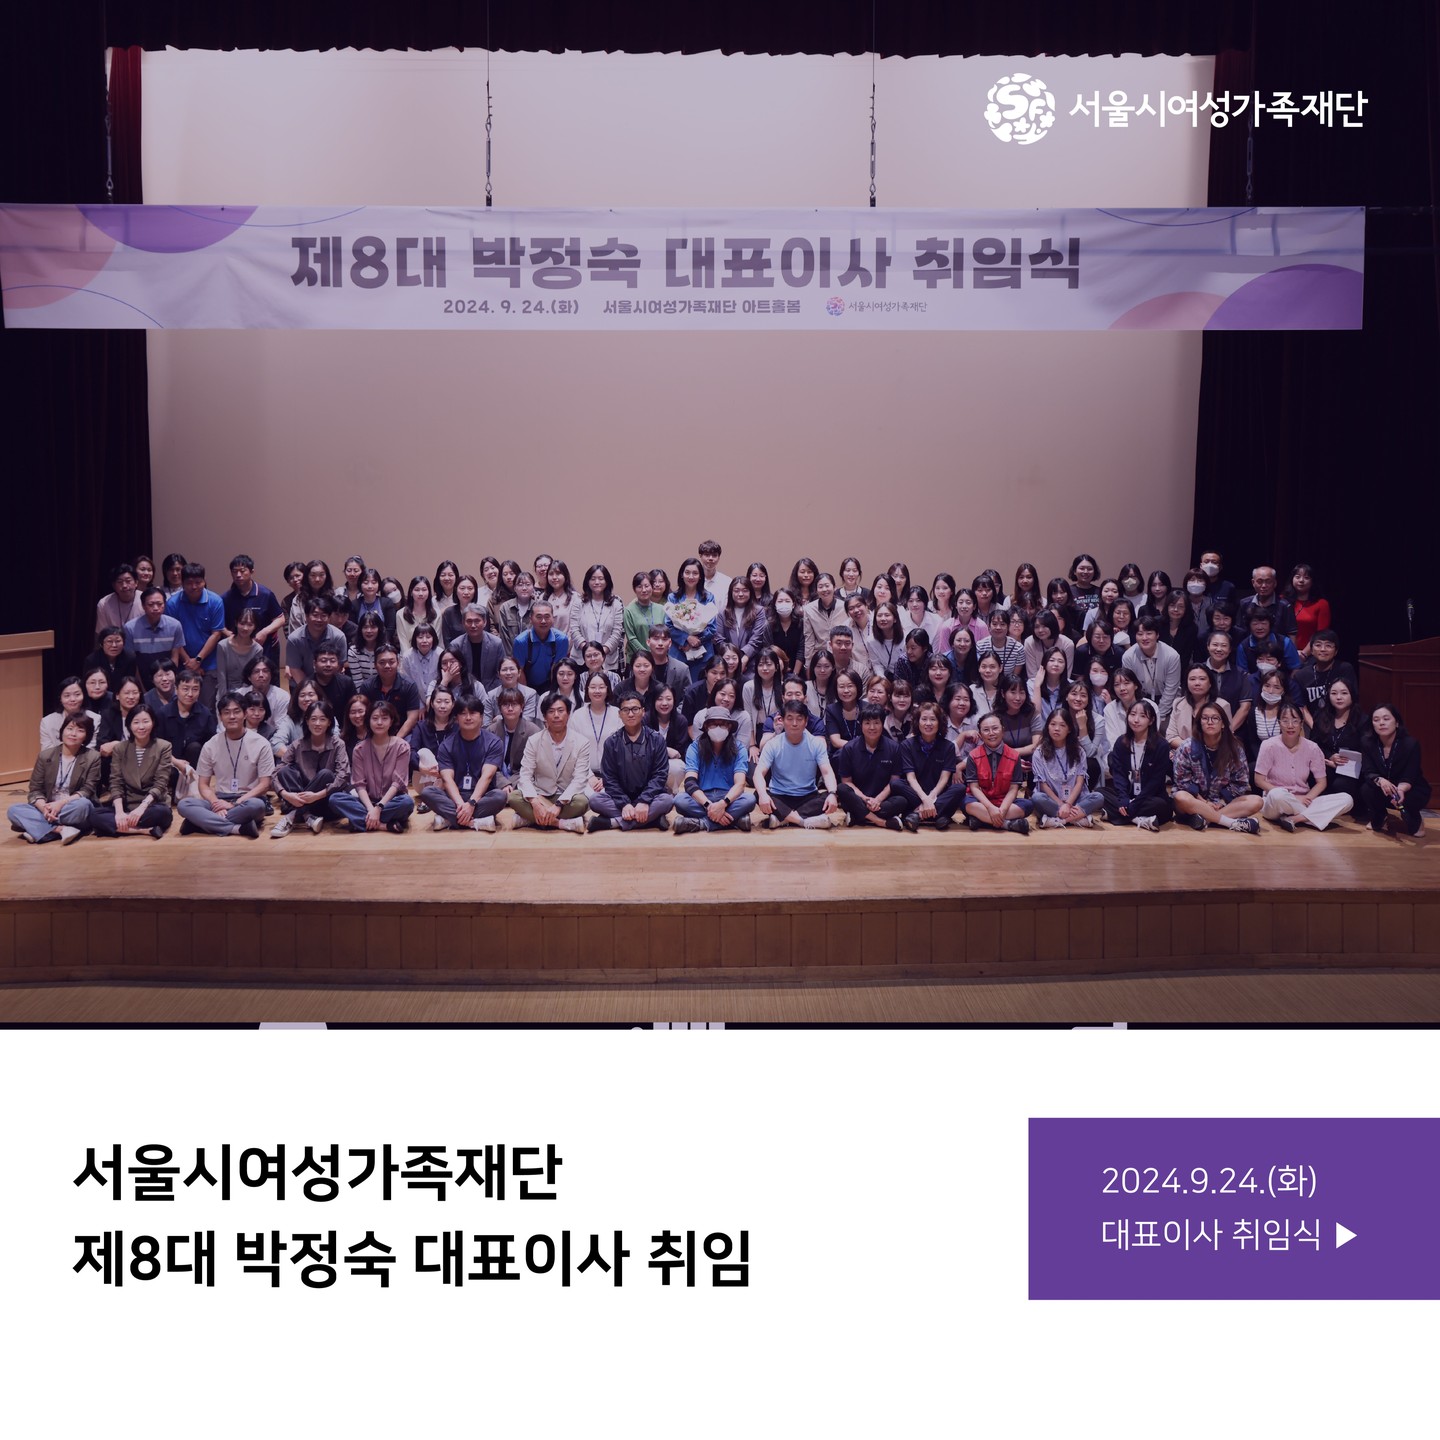 서울시여성가족재단
제8대 박정숙 대표이사 취임식
2024. 9. 24.(화) 서울시여성가족재단 아트홀봄 서울시여성가족재단
서울시여성가족재단
제8대 박정숙 대표이사 취임
2024.9.24.(화)
대표이사 취임식 ▶